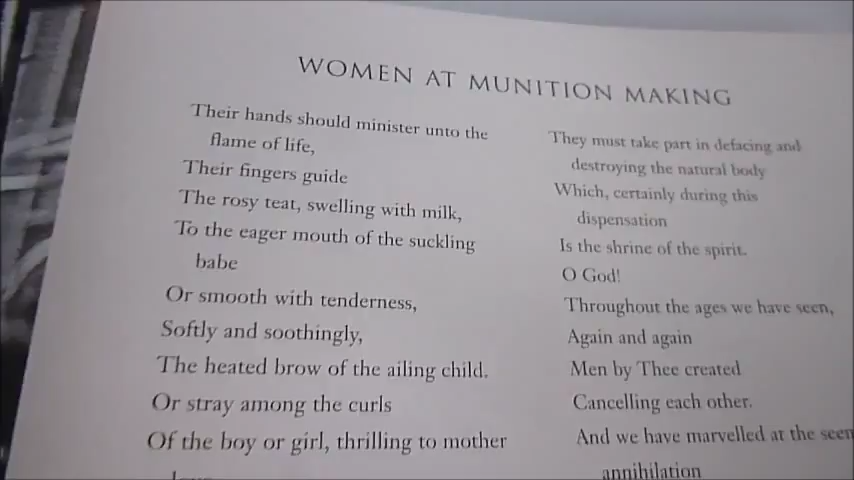 WOMEN AT MUNITION MAKING
Their hands should minister unto the
flame of life,
Their fingers guide
The rosy teat, swelling with milk,
To the eager mouth of the suckling
babe
Or smooth with tenderness,
Softly and soothingly,
The heated brow of the ailing child.
Or stray among the curls
Of the boy or girl, thrilling to mother
They must take part in defacing and
destroying the natural body
Which, certainly during this
dispensation
Is the shrine of the spirit.
O God!
Throughout the ages we have seen,
Again and again
Men by Thee created
Cancelling each other.
And we have marvelled at the seen
annihilation